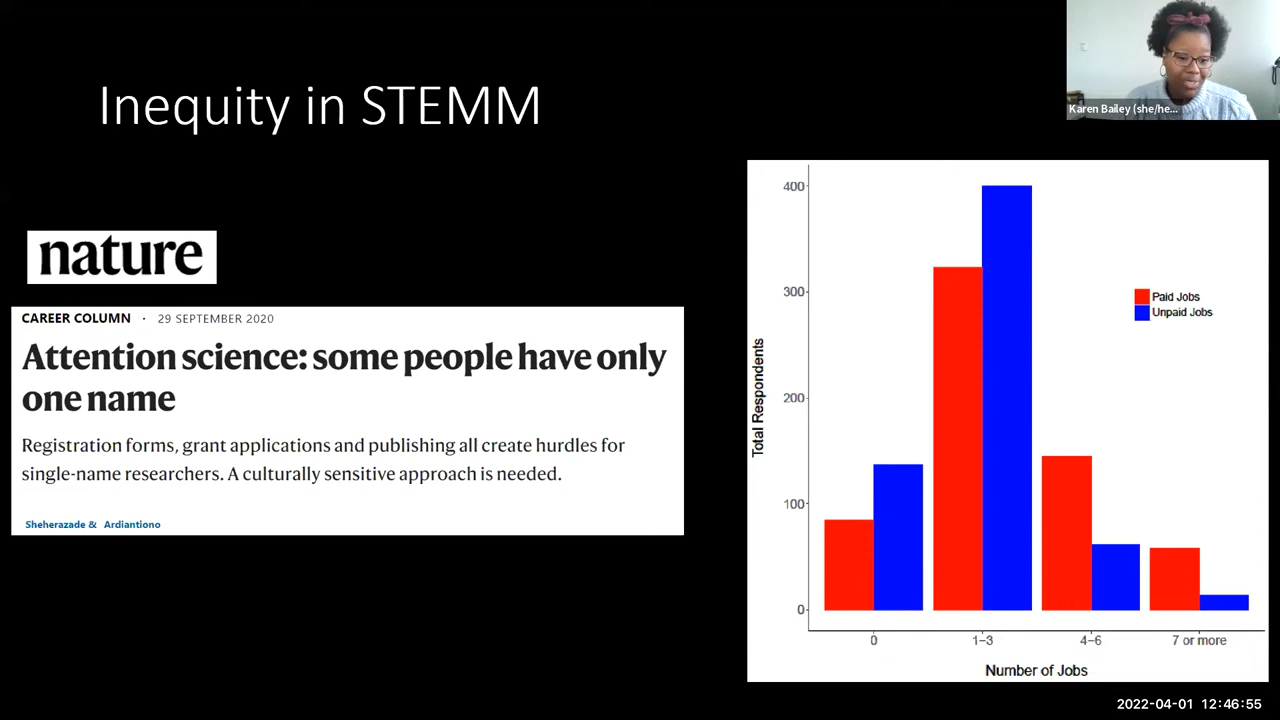 Inequity in STEMM
Karen Bailey (she/he...
nature
CAREER COLUMN · 29 SEPTEMBER 2020
Attention science: some people have only
one name
Registration forms, grant applications and publishing all create hurdles for
single-name researchers. A culturally sensitive approach is needed.
Sheherazade & Ardiantiono
400
300
200
100
0
Total Respondents
Paid Jobs
Unpaid Jobs
0
1–3
4–6
7 or more
Number of Jobs
2022-04-01 12:46:55